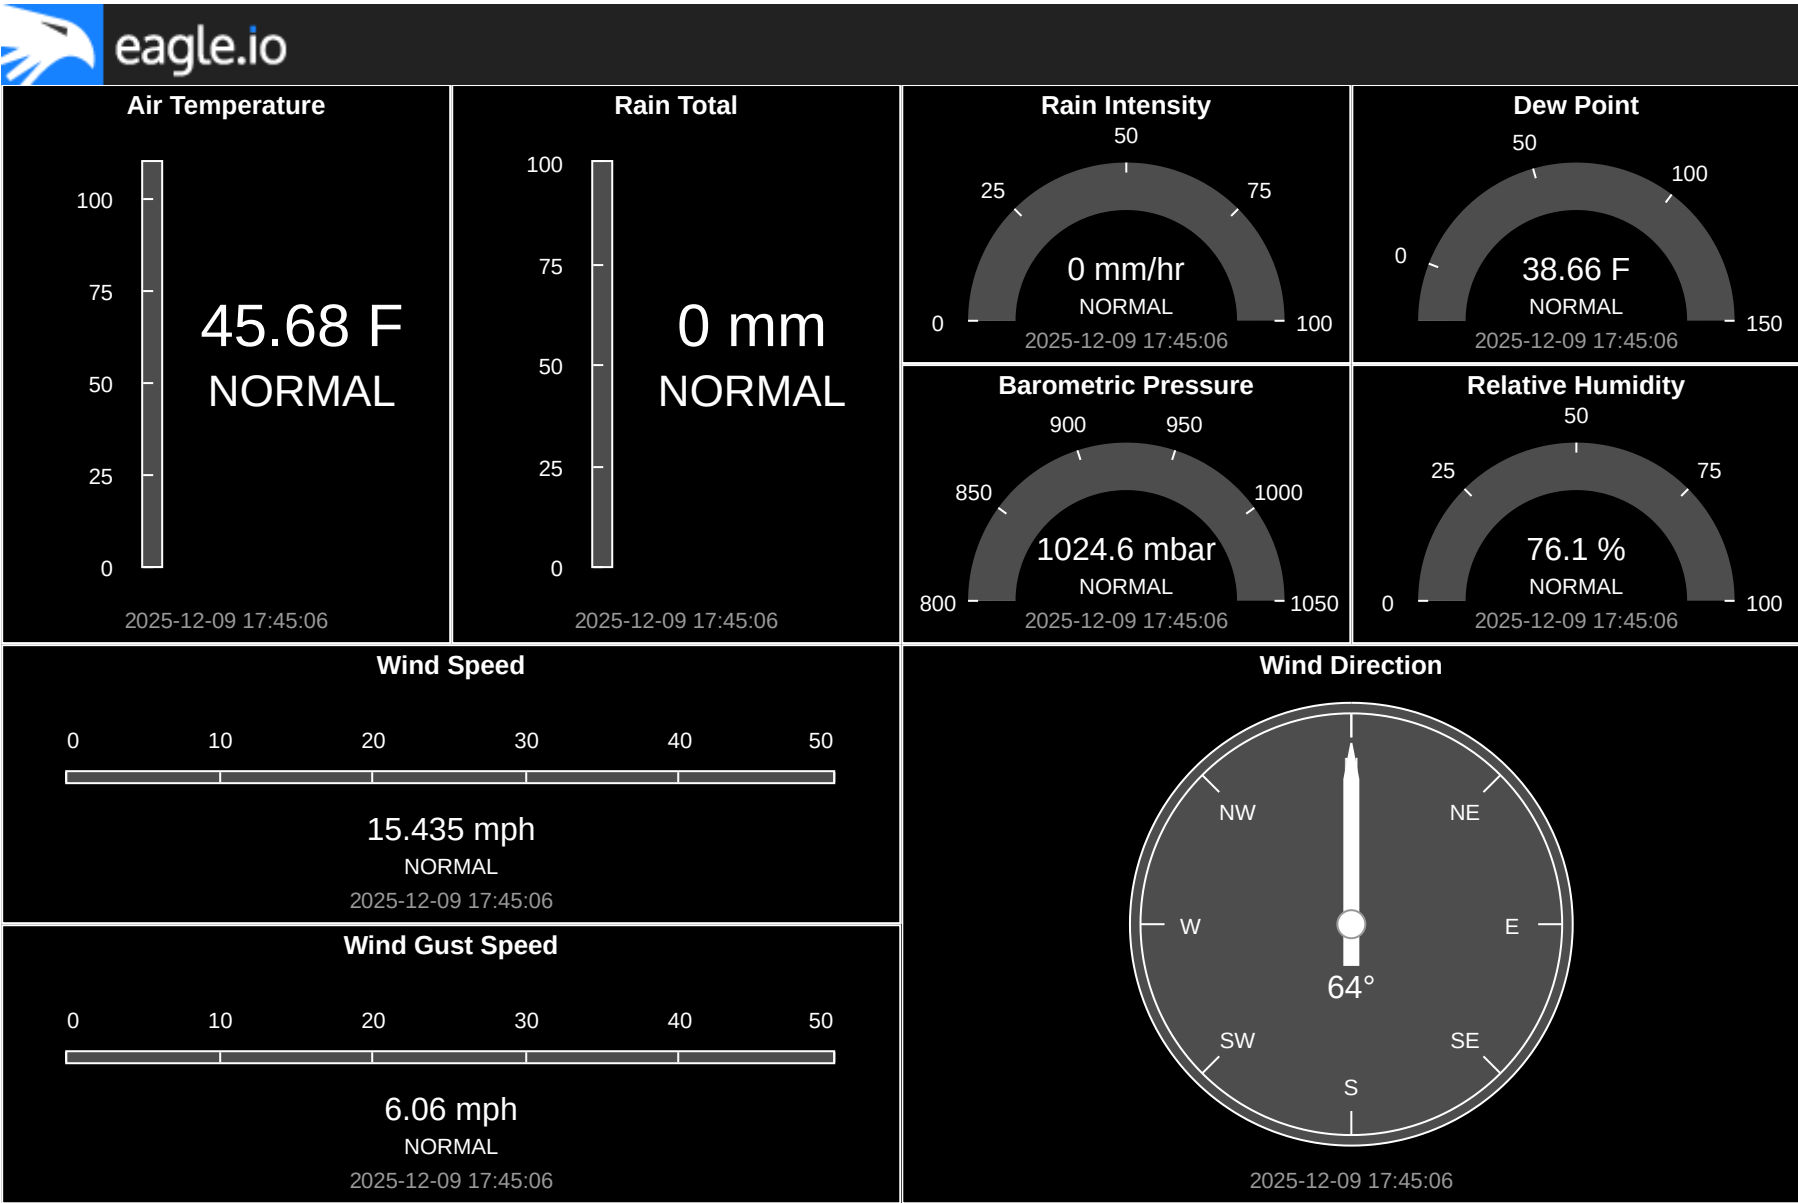 eagle.io
Air Temperature
100
75
50
25
0
45.68 F
NORMAL
2025-12-09 17:45:06
Rain Total
100
75
50
25
0
0 mm
NORMAL
2025-12-09 17:45:06
Rain Intensity
50
25
75
0
100
0 mm/hr
NORMAL
2025-12-09 17:45:06
Dew Point
50
100
0
150
38.66 F
NORMAL
2025-12-09 17:45:06
Barometric Pressure
900
950
850
1000
800
1050
1024.6 mbar
NORMAL
2025-12-09 17:45:06
Relative Humidity
50
25
75
0
100
76.1 %
NORMAL
2025-12-09 17:45:06
Wind Speed
0 10 20 30 40 50
15.435 mph
NORMAL
2025-12-09 17:45:06
Wind Gust Speed
0 10 20 30 40 50
6.06 mph
NORMAL
2025-12-09 17:45:06
Wind Direction
NW NE
W E
64°
SW SE
S
2025-12-09 17:45:06